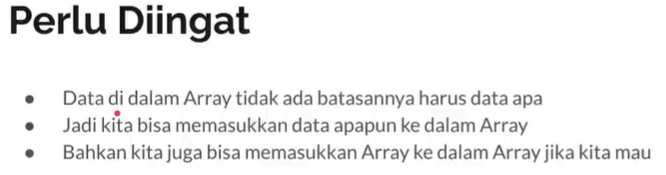 Perlu Diingat
• Data di dalam Array tidak ada batasannya harus data apa
• Jadi kita bisa memasukkan data apapun ke dalam Array
• Bahkan kita juga bisa memasukkan Array ke dalam Array jika kita mau